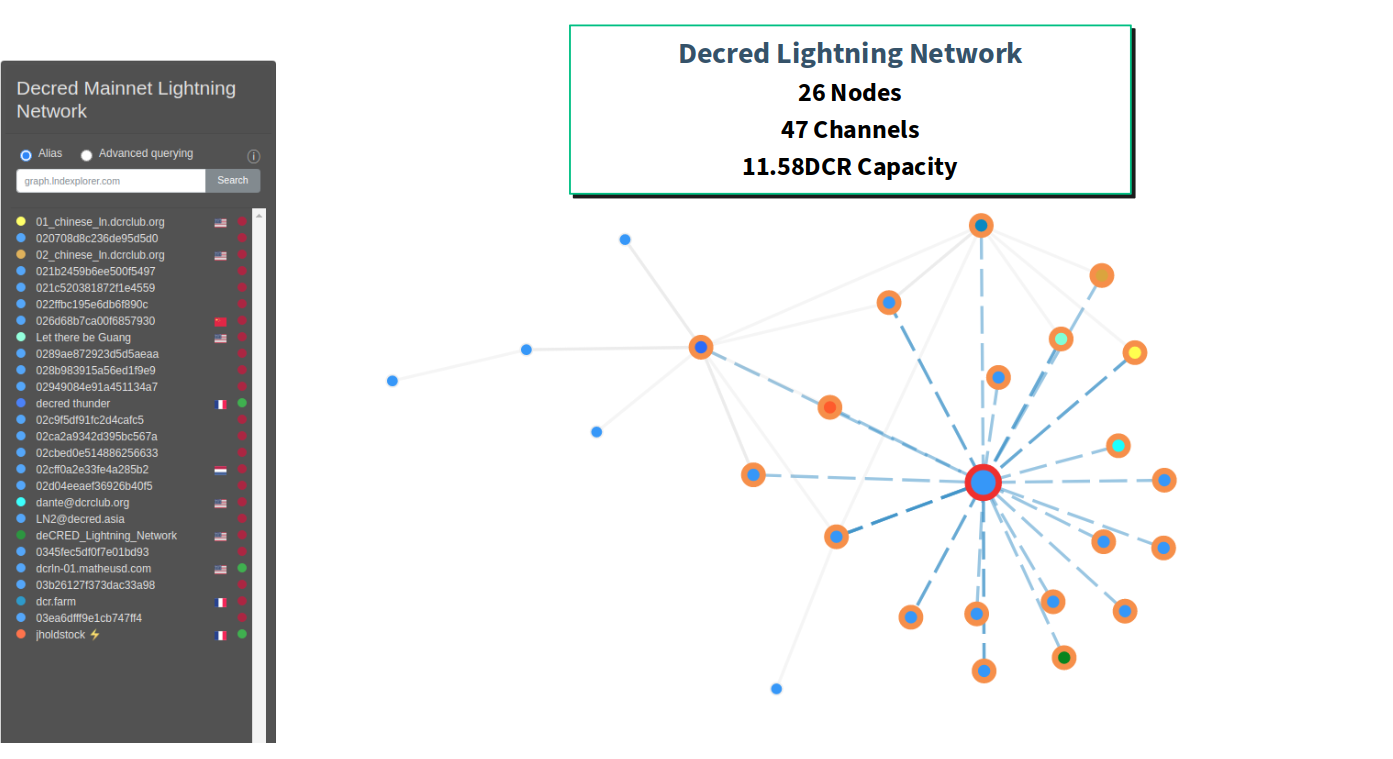 Decred Lightning Network
26 Nodes
47 Channels
11.58DCR Capacity
Decred Mainnet Lightning
Network
Alias Advanced querying
graph.lndexplorer.com Search
01_chinese_ln.dcrclub.org
020708d8c236de95d5d0
02_chinese_ln.dcrclub.org
021b2459b6ee500f5497
021c520381872f1e4559
022ffbc195e6db6f890c
026d68b7ca00f6857930
Let there be Guang
0289ae872923d5d5aeaa
028b983915a56ed1f9e9
02949084e91a451134a7
decred thunder
02c9f5df91fc2d4cafc5
02ca2a9342d395bc567a
02cbed0e514886256633
02cff0a2e33fe4a285b2
02d04eeaef36926b40f5
dante@dcrclub.org
LN2@decred.asia
deCRED_Lightning_Network
0345fec5df0f7e01bd93
dcrln-01.matheusd.com
03b26127f373dac33a98
dcr.farm
03ea6dfff9e1cb747ff4
jholdstock ⚡